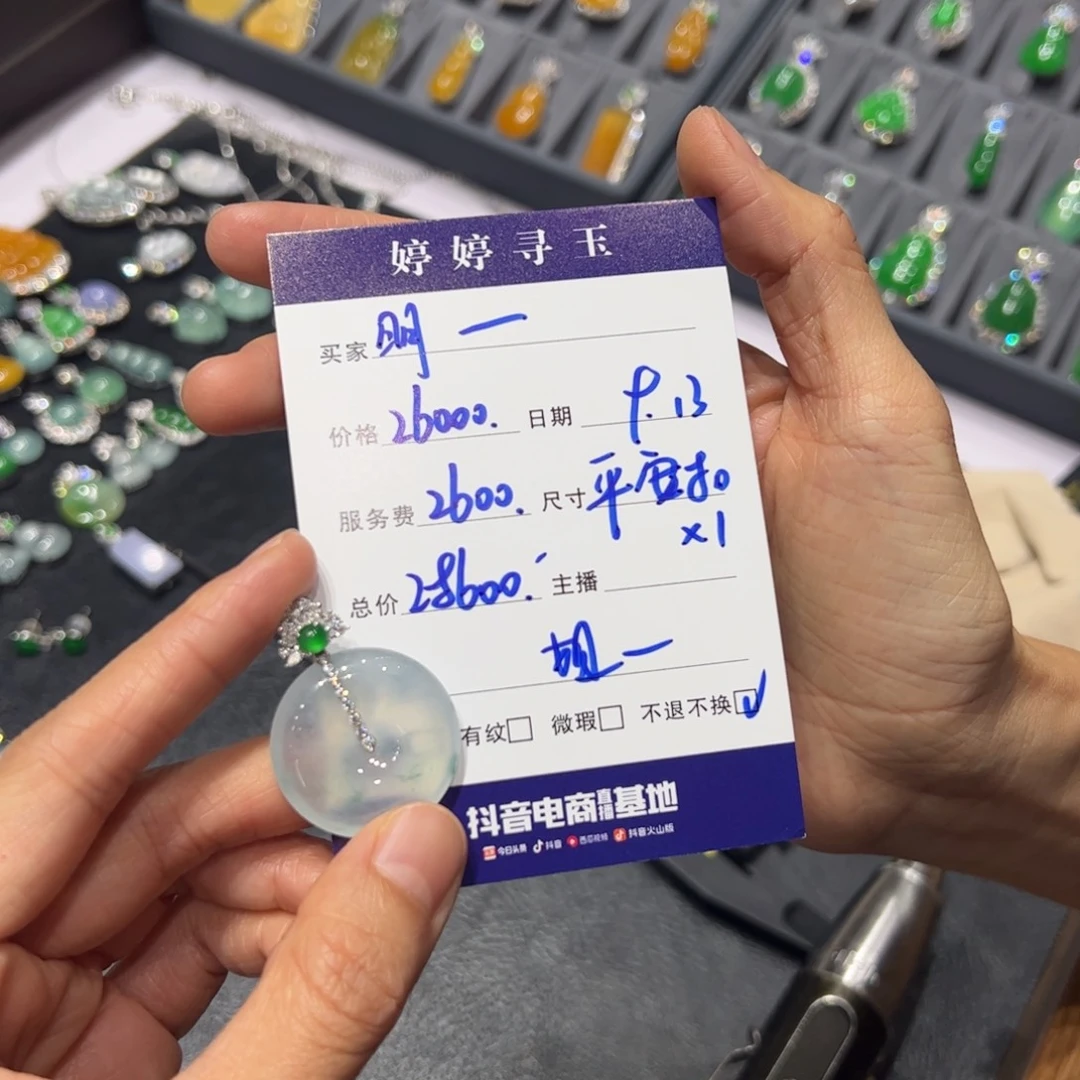 婷婷寻玉
买家 明一
价格 26000. 日期 9.13
服务费 2600. 尺寸 平安扣
×1
总价 28600. 主播
一
有纹□ 微瑕□ 不退不换☑
抖音电商直播基地
今日头条 抖音 西瓜视频 抖音火山版